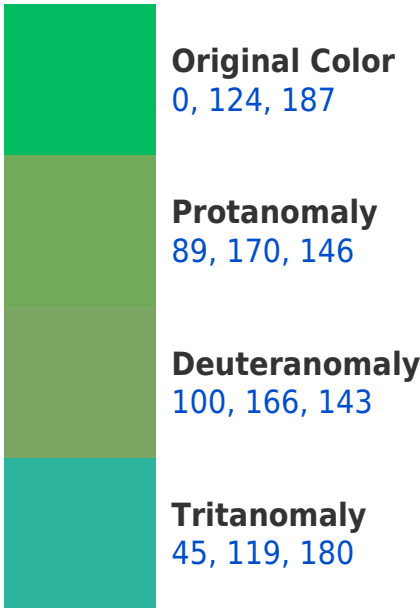 Original Color
0, 124, 187
Protanomaly
89, 170, 146
Deuteranomaly
100, 166, 143
Tritanomaly
45, 119, 180